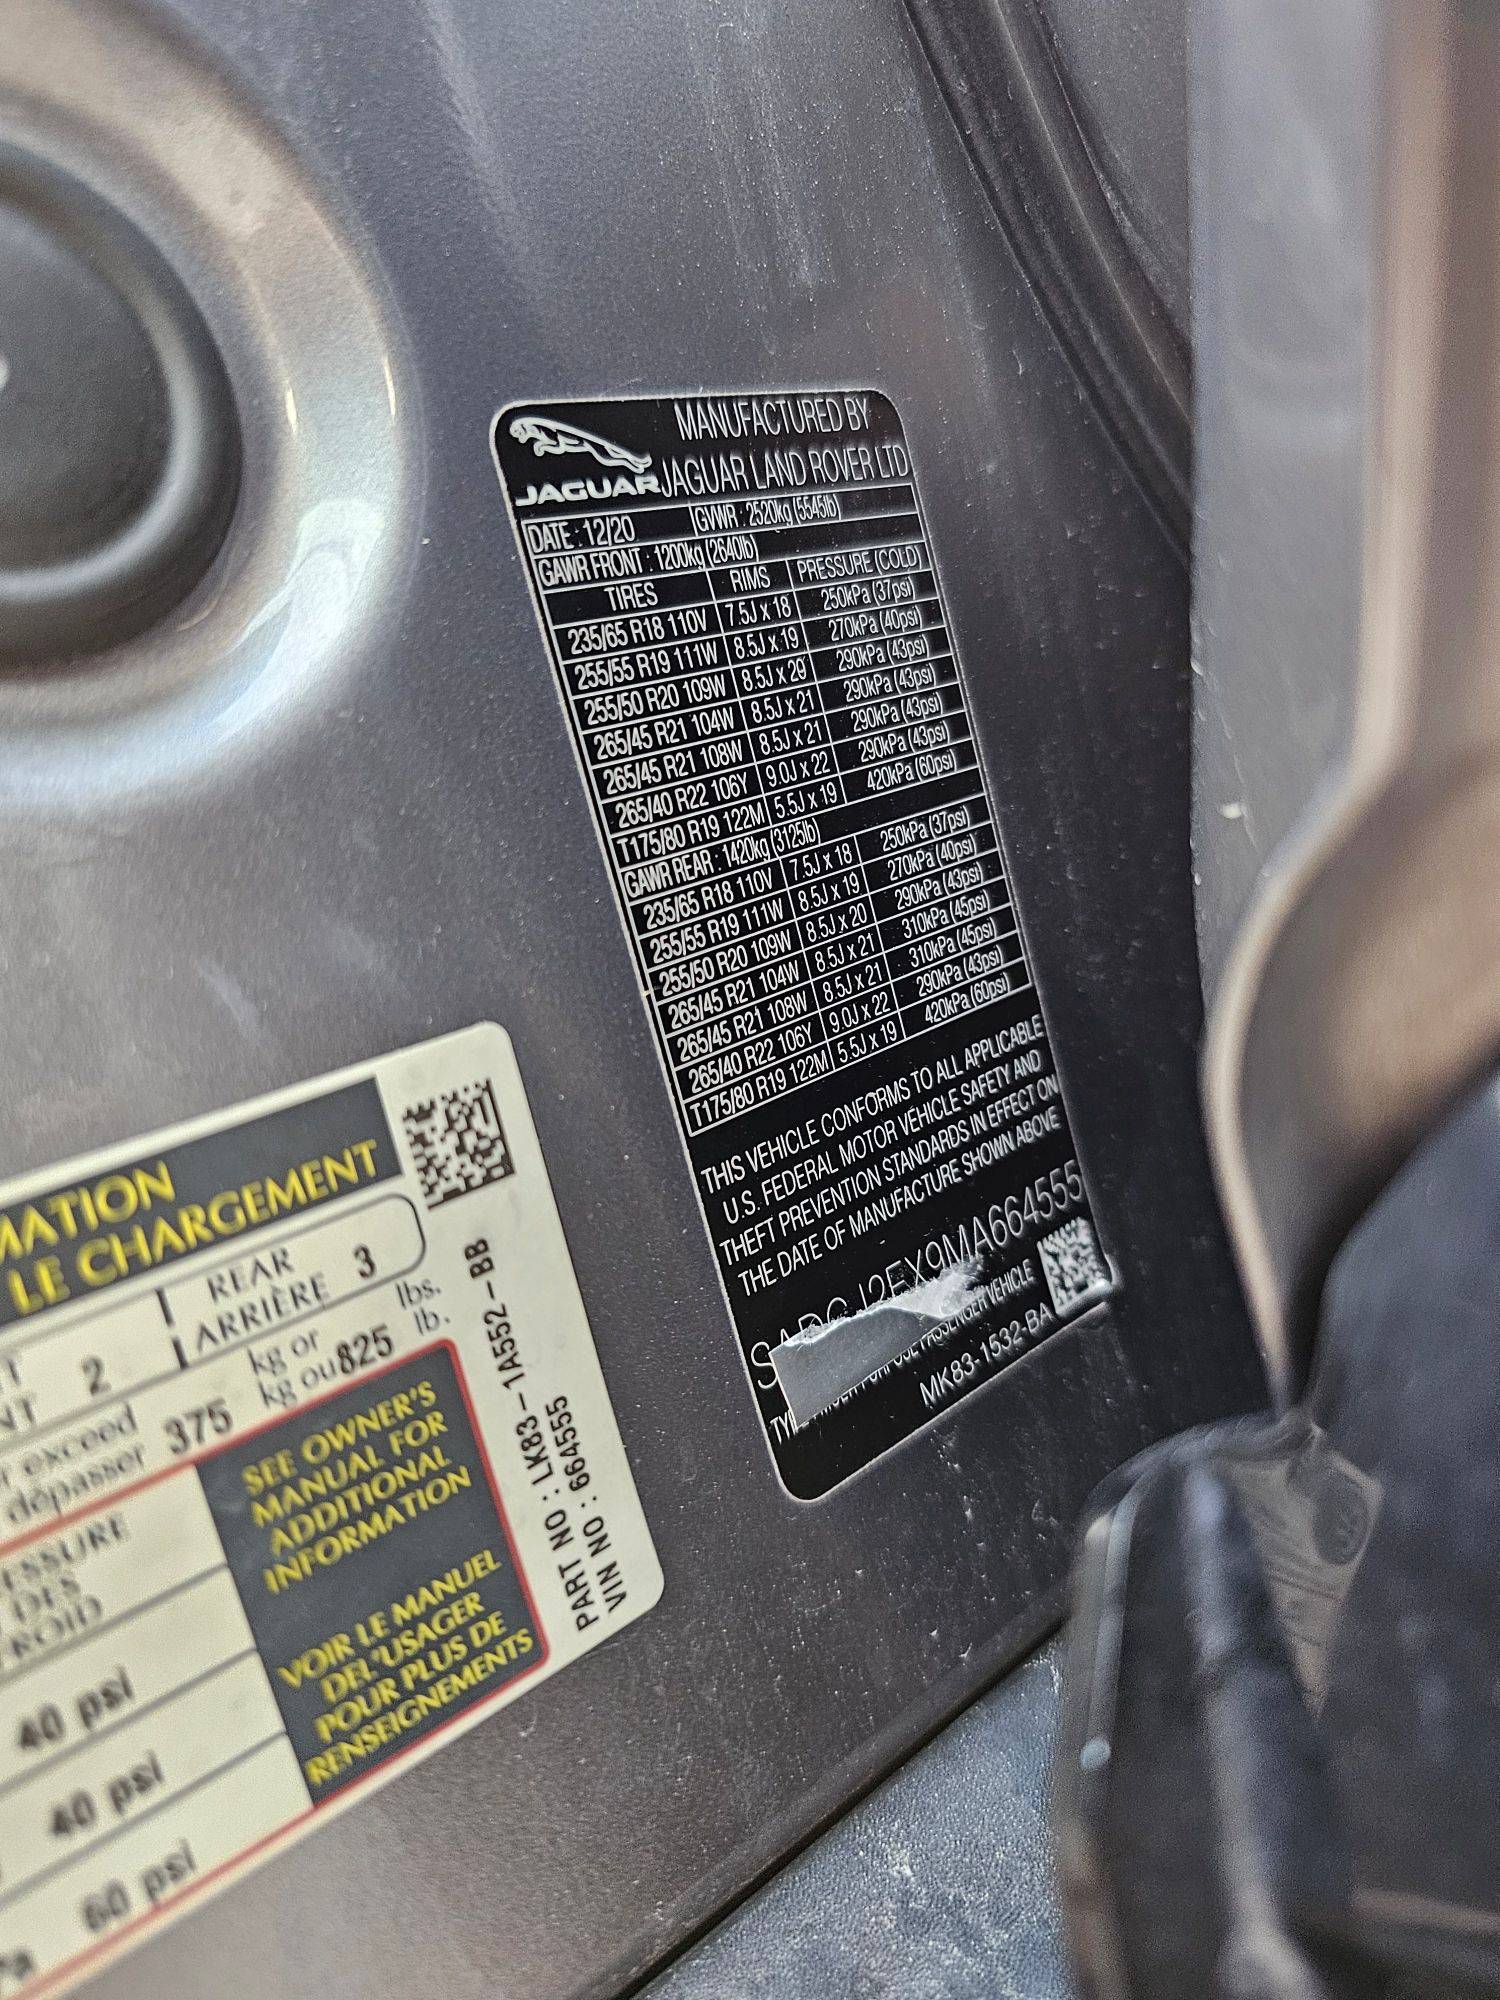 JAGUAR
MANUFACTURED BY
JAGUAR LAND ROVER LTD
DATE : 12/20 GVWR : 2520kg (5545lb)
GAWR FRONT : 1200kg (2640lb)
TIRES RIMS PRESSURE (COLD)
235/65 R18 110V 7.5J x 18 250kPa (37psi)
255/55 R19 111W 8.5J x 19 270kPa (40psi)
255/50 R20 109W 8.5J x 20 290kPa (43psi)
265/45 R21 104W 8.5J x 21 290kPa (43psi)
265/45 R21 108W 8.5J x 21 290kPa (43psi)
265/40 R22 106Y 9.0J x 22 290kPa (43psi)
T175/80 R19 122M 5.5J x 19 420kPa (60psi)
GAWR REAR : 1420kg (3125lb)
235/65 R18 110V 7.5J x 18 250kPa (37psi)
255/55 R19 111W 8.5J x 19 270kPa (40psi)
255/50 R20 109W 8.5J x 20 290kPa (43psi)
265/45 R21 104W 8.5J x 21 310kPa (45psi)
265/45 R21 108W 8.5J x 21 310kPa (45psi)
265/40 R22 106Y 9.0J x 22 290kPa (43psi)
T175/80 R19 122M 5.5J x 19 420kPa (60psi)
THIS VEHICLE CONFORMS TO ALL APPLICABLE
U.S. FEDERAL MOTOR VEHICLE SAFETY AND
THEFT PREVENTION STANDARDS IN EFFECT ON
THE DATE OF MANUFACTURE SHOWN ABOVE
VEHICLE
MK83-1532-BA
MATION
LE CHARGEMENT
REAR
ARRIÈRE 3
2
exceed
dépasser 375 kg or
kg ou 825 lbs.
lb.
ESSURE
DES
ROID
40 psi
40 psi
60 psi
SEE OWNER'S
MANUAL FOR
ADDITIONAL
INFORMATION
VOIR LE MANUEL
DEL'USAGER
POUR PLUS DE
RENSEIGNEMENTS
PART NO : LK83-1A552-BB
VIN NO : 664555